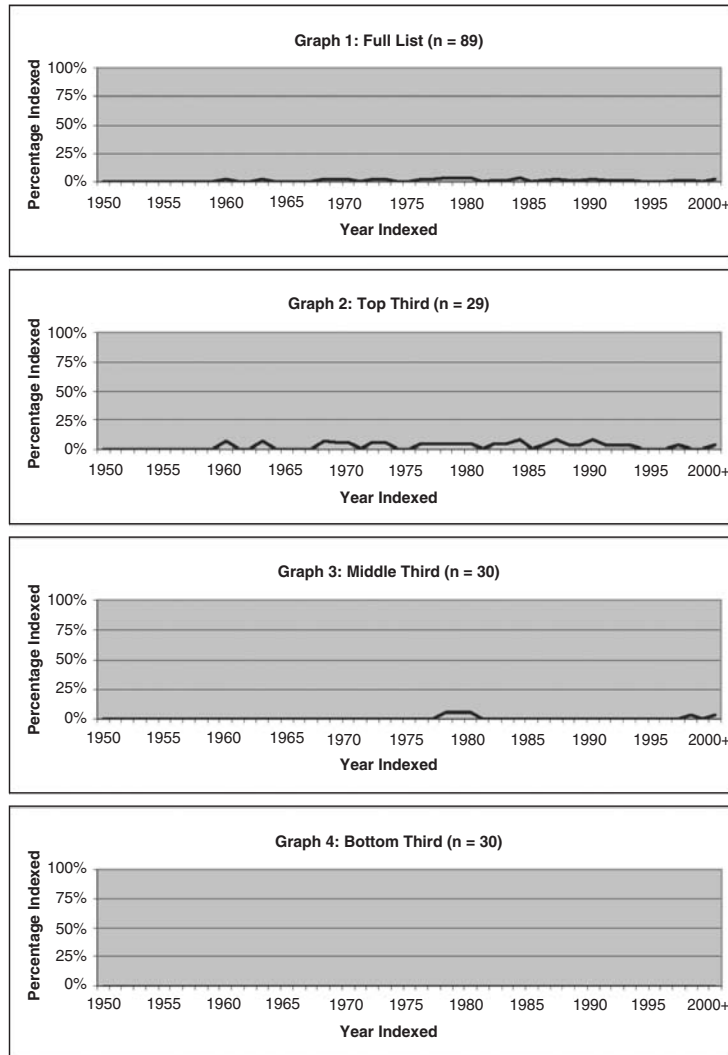 Graph 1: Full List (n = 89)
Percentage Indexed
100%
75%
50%
25%
0%
1950 1955 1960 1965 1970 1975 1980 1985 1990 1995 2000+
Year Indexed
Graph 2: Top Third (n = 29)
Percentage Indexed
100%
75%
50%
25%
0%
1950 1955 1960 1965 1970 1975 1980 1985 1990 1995 2000+
Year Indexed
Graph 3: Middle Third (n = 30)
Percentage Indexed
100%
75%
50%
25%
0%
1950 1955 1960 1965 1970 1975 1980 1985 1990 1995 2000+
Year Indexed
Graph 4: Bottom Third (n = 30)
Percentage Indexed
100%
75%
50%
25%
0%
1950 1955 1960 1965 1970 1975 1980 1985 1990 1995 2000+
Year Indexed